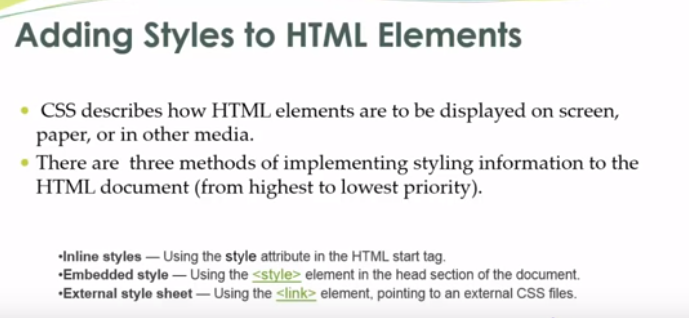 Adding Styles to HTML Elements
• CSS describes how HTML elements are to be displayed on screen,
paper, or in other media.
• There are three methods of implementing styling information to the
HTML document (from highest to lowest priority).
•Inline styles — Using the style attribute in the HTML start tag.
•Embedded style — Using the <style> element in the head section of the document.
•External style sheet — Using the <link> element, pointing to an external CSS files.